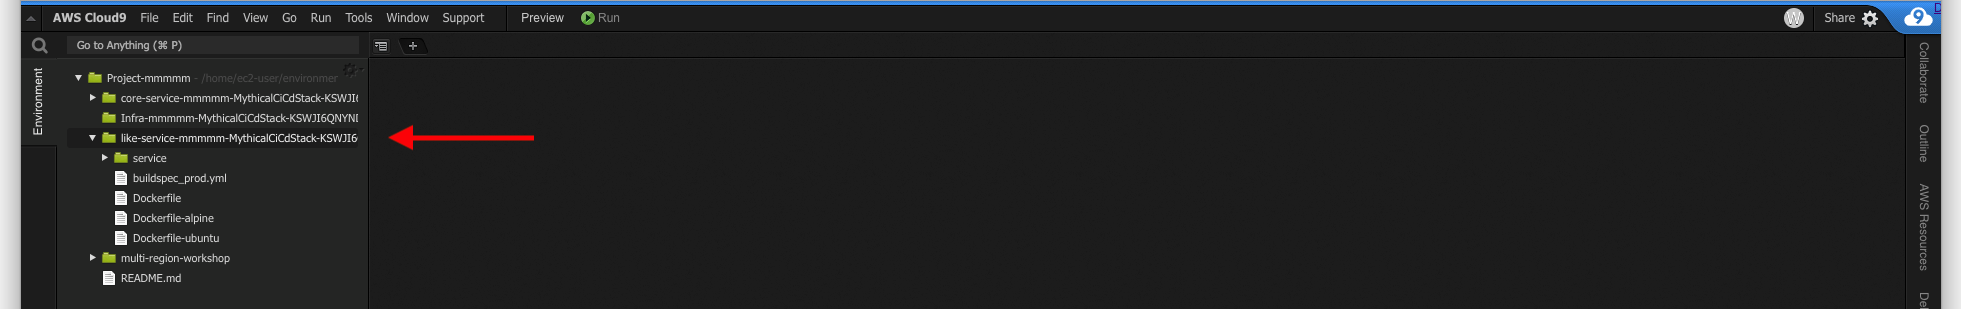 AWS Cloud9 File Edit Find View Go Run Tools Window Support Preview Run W Share 9
Go to Anything (⌘ P)
Project-mmmmm - /home/ec2-user/environmer
core-service-mmmmm-MythicalCiCdStack-KSWJI6
Infra-mmmmm-MythicalCiCdStack-KSWJI6QNYNI
like-service-mmmmm-MythicalCiCdStack-KSWJI6
service
buildspec_prod.yml
Dockerfile
Dockerfile-alpine
Dockerfile-ubuntu
multi-region-workshop
README.md
Environment
Collaborate
Outline
AWS Resources
De